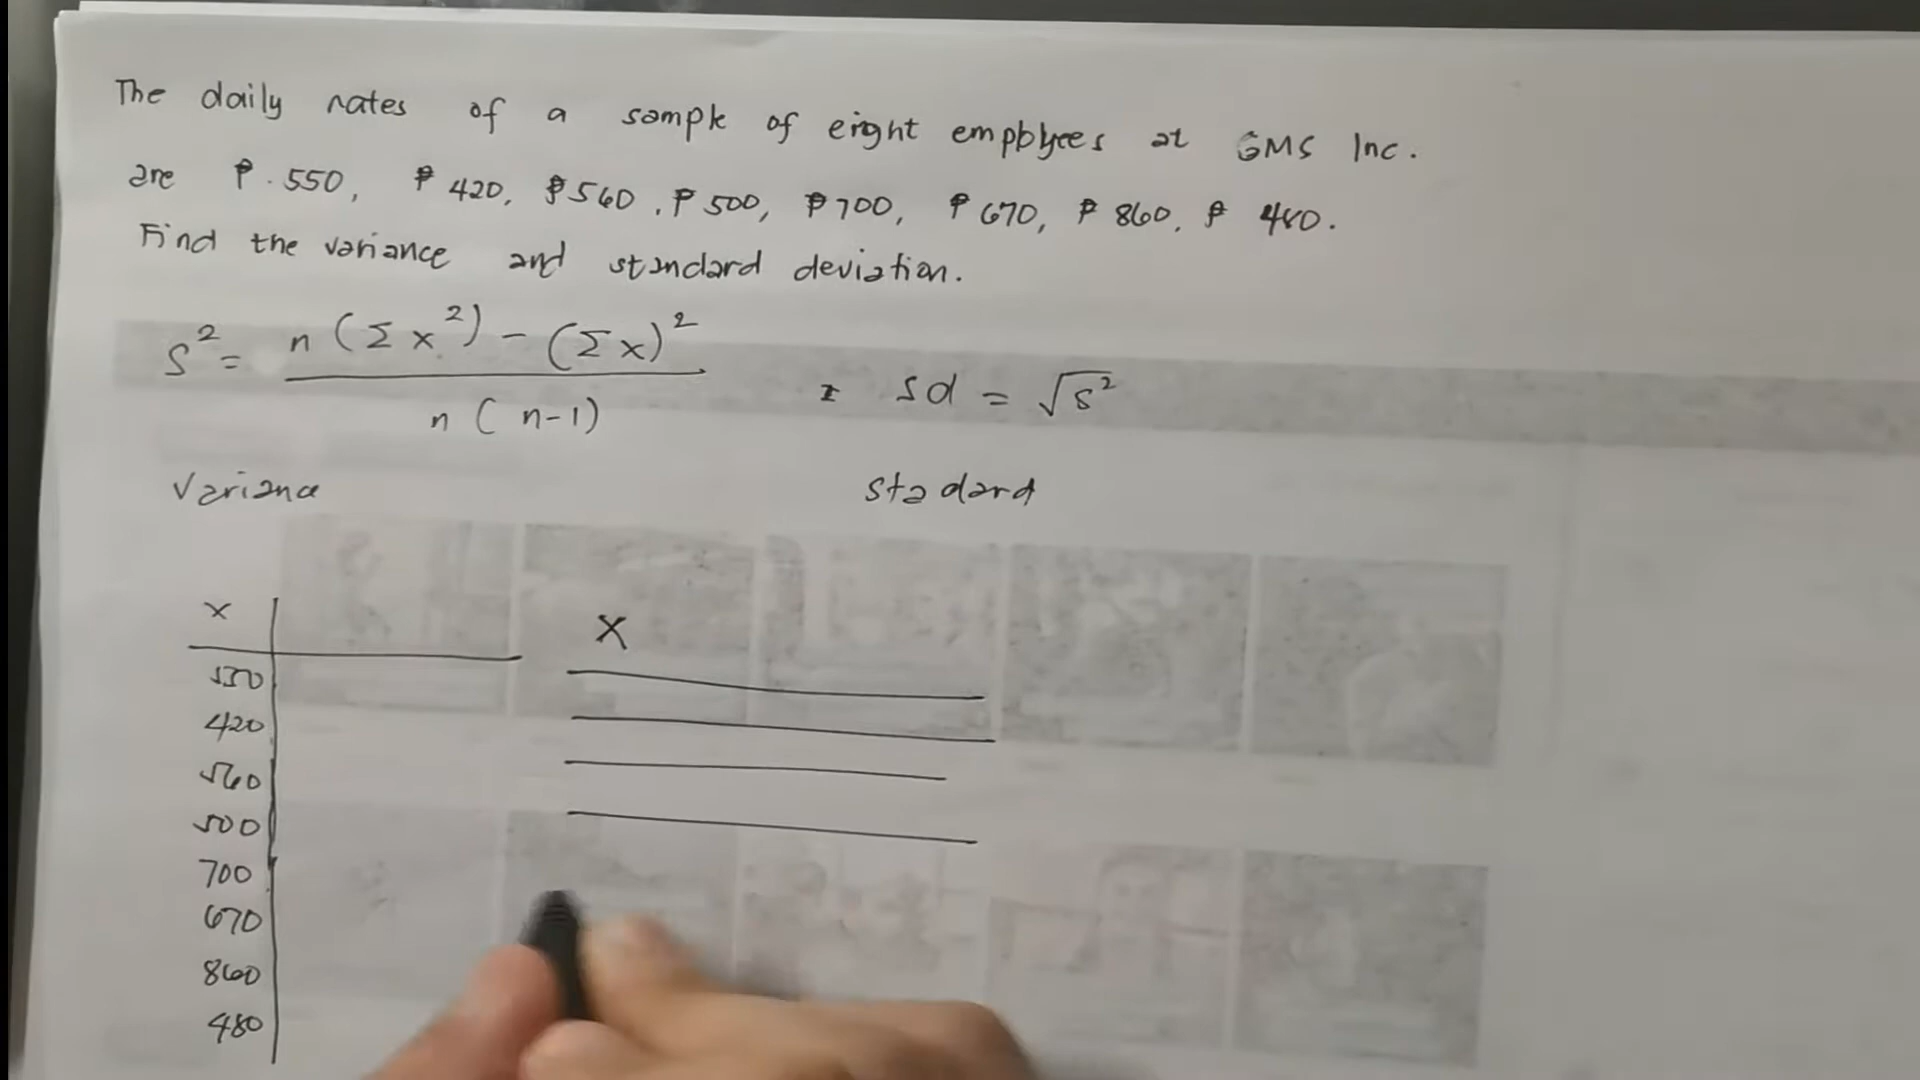 The daily rates of a sample of eight employees at GMS Inc.
are ₱.550, ₱420, ₱560, ₱500, ₱700, ₱670, ₱860, ₱480.
Find the variance and standard deviation.
S² = n(Σx²) - (Σx)² / n(n-1) I sd = √s²
Variance stadard
x X
550
420
560
500
700
670
860
480